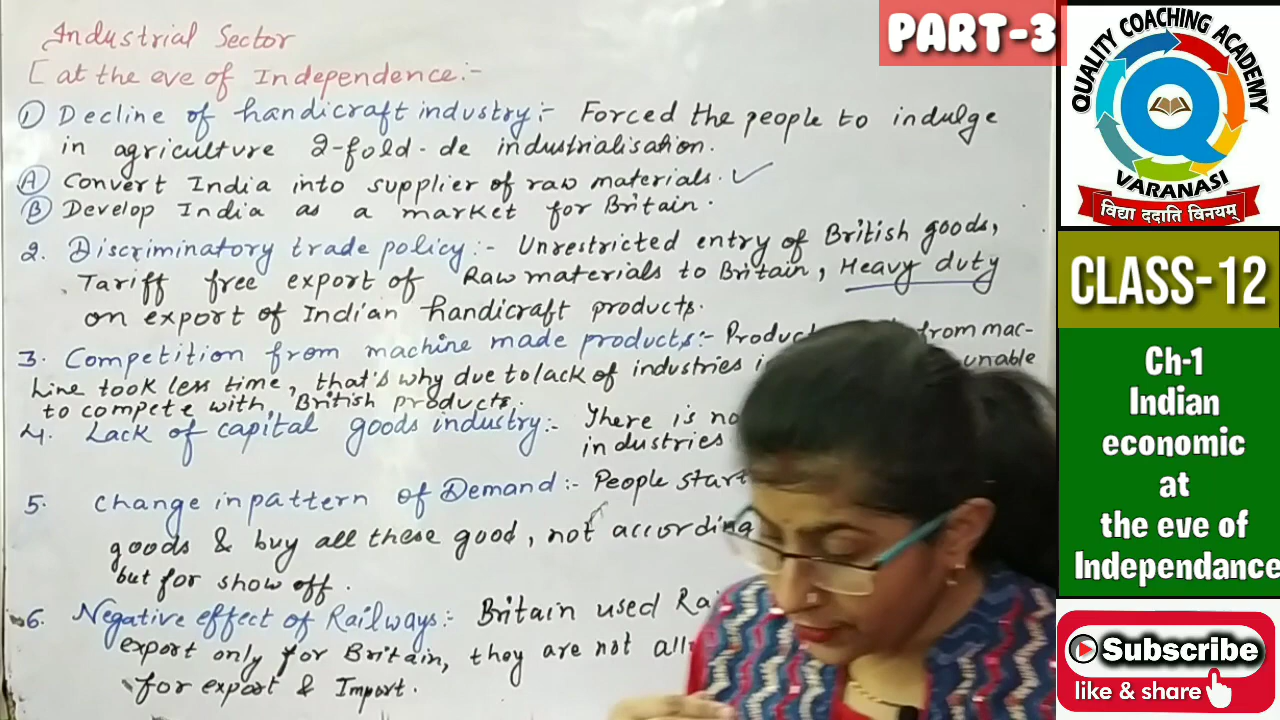 Industrial Sector
[ at the eve of Independence:-
① Decline of handicraft industry:- Forced the people to indulge
in agriculture 2-fold-de industrialisation.
Ⓐ Convert India into supplier of raw materials. ✓
Ⓑ Develop India as a market for Britain.
2. Discriminatory trade policy:- Unrestricted entry of British goods,
Tariff free export of Raw materials to Britain, Heavy duty
on export of Indian handicraft products.
3. Competition from machine made products:- Product from mac-
hine took less time, that's why due to lack of industries unable
to compete with British products.
4. Lack of capital goods industry:- There is no
industries
5. Change in pattern of Demand:- People start
goods & buy all these good, not according
but for show off.
6. Negative effect of Railways:- Britain used
export only for Britain, they are not
for export & Import.
PART-3
QUALITY COACHING ACADEMY
VARANASI
विद्या ददाति विनयम्
CLASS-12
Ch-1
Indian
economic
at
the eve of
Independance
Subscribe
like & share